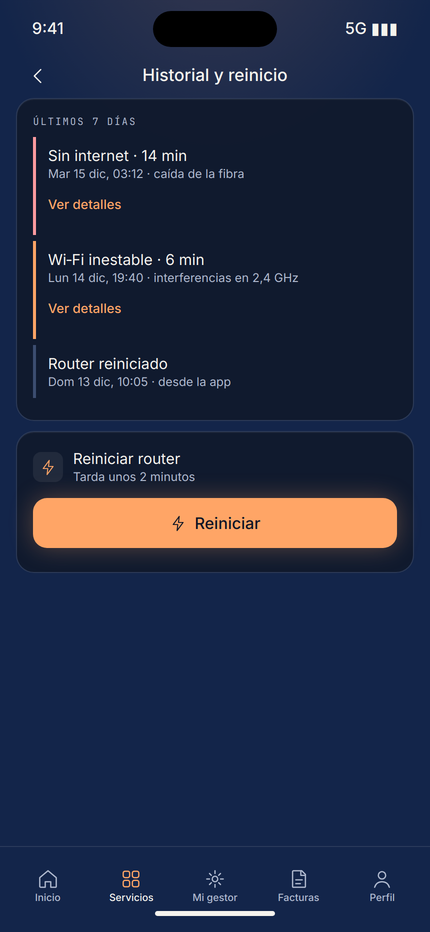 9:41
5G
Historial y reinicio
ÚLTIMOS 7 DÍAS
Sin internet · 14 min
Mar 15 dic, 03:12 · caída de la fibra
Ver detalles
Wi-Fi inestable · 6 min
Lun 14 dic, 19:40 · interferencias en 2,4 GHz
Ver detalles
Router reiniciado
Dom 13 dic, 10:05 · desde la app
Reiniciar router
Tarda unos 2 minutos
Reiniciar
Inicio
Servicios
Mi gestor
Facturas
Perfil